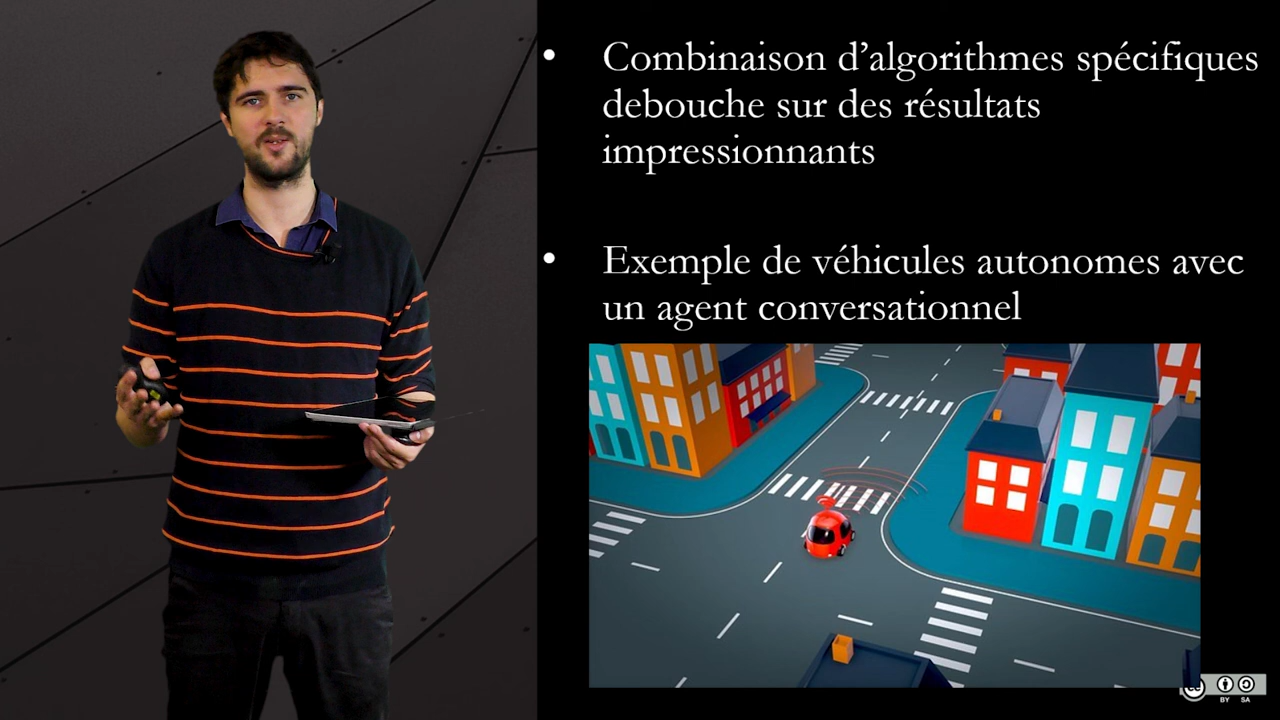 • Combinaison d’algorithmes spécifiques
debouche sur des résultats
impressionnants
• Exemple de véhicules autonomes avec
un agent conversationnel
BY SA